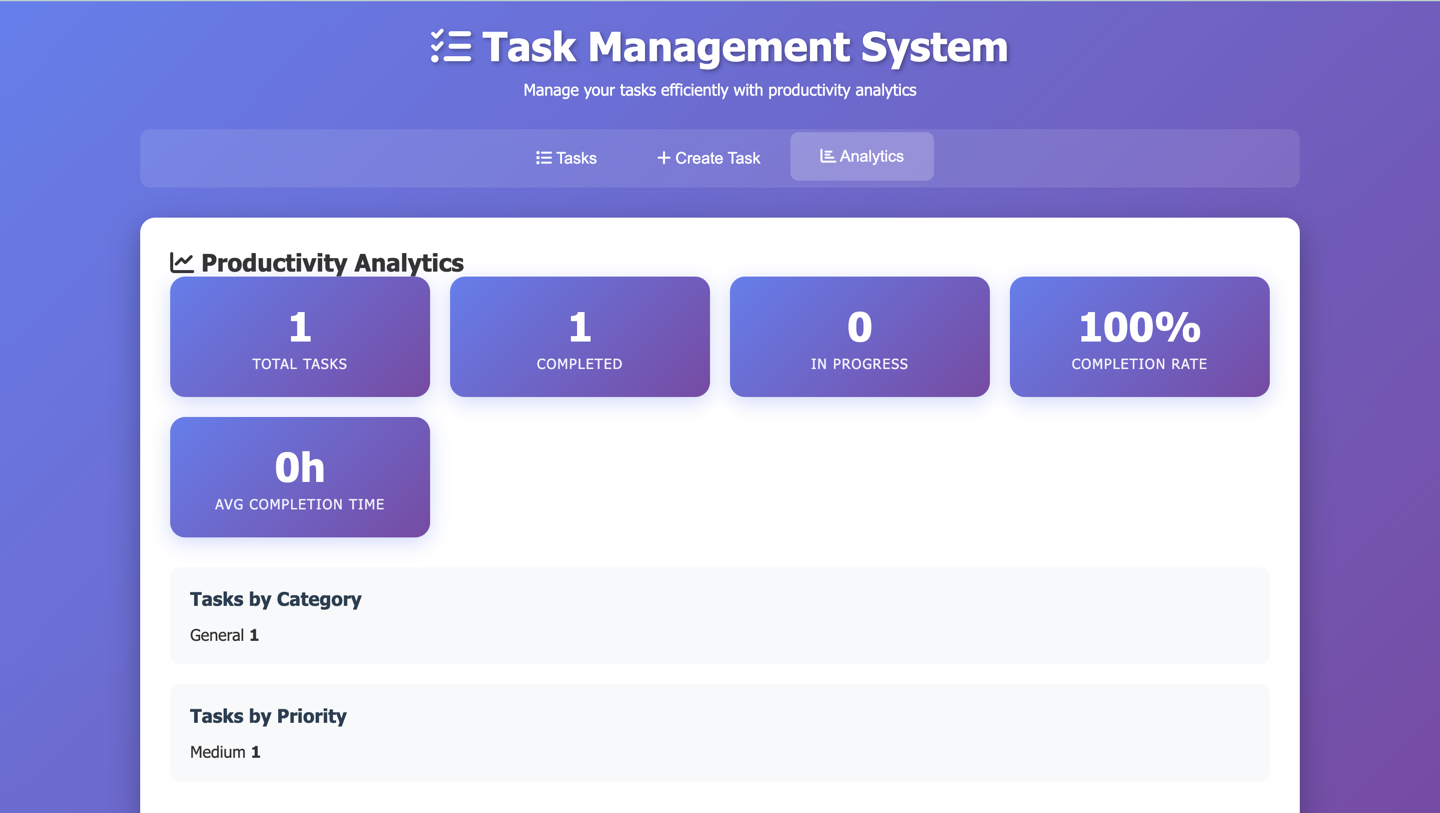 Task Management System
Manage your tasks efficiently with productivity analytics
Tasks
Create Task
Analytics
Productivity Analytics
1
TOTAL TASKS
1
COMPLETED
0
IN PROGRESS
100%
COMPLETION RATE
0h
AVG COMPLETION TIME
Tasks by Category
General 1
Tasks by Priority
Medium 1